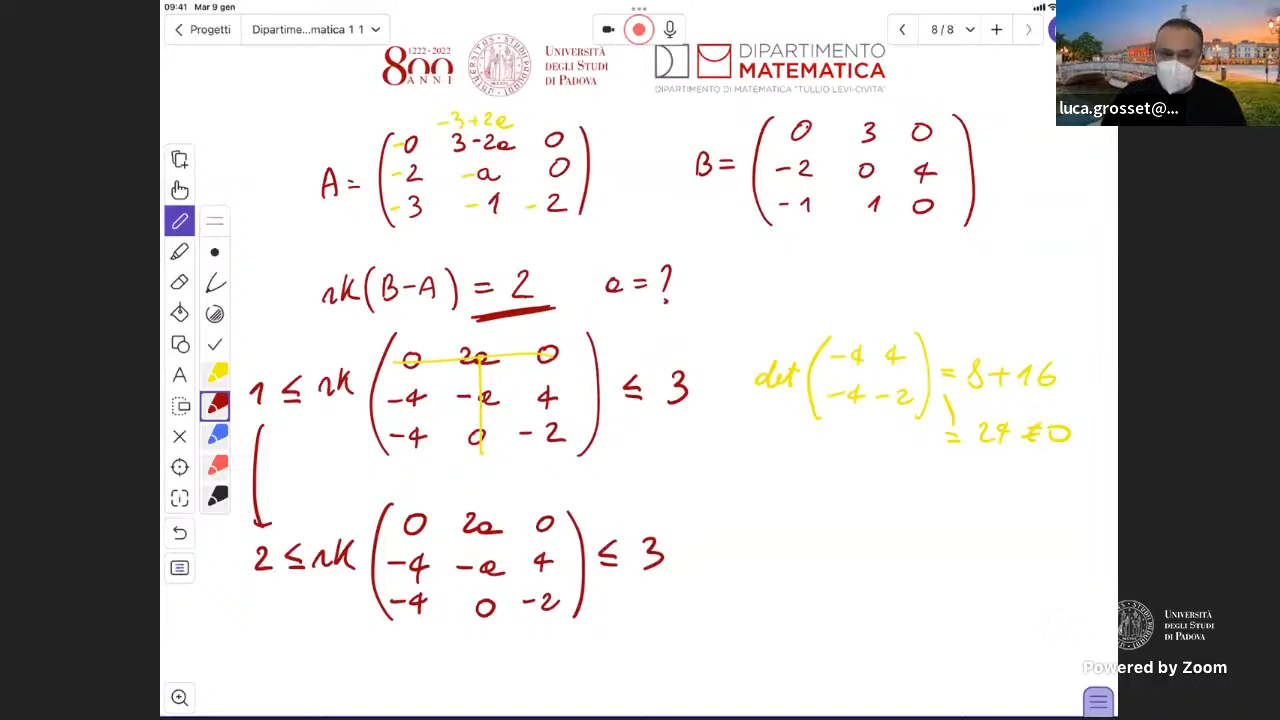 09:41 Mar 9 gen
Progetti
Dipartime...matica 1 1
8/8
800
1222-2022
ANNI
UNIVERSITÀ
DEGLI STUDI
DI PADOVA
DIPARTIMENTO
MATEMATICA
DIPARTIMENTO DI MATEMATICA "TULLIO LEVI-CIVITA"
luca.grosset@...
-3+2a
A = ( -0 3-2a 0
-2 -a 0
-3 -1 -2 )
B = ( 0 3 0
-2 0 4
-1 1 0 )
rk(B-A) = 2 a = ?
1 ≤ rk ( 0 2a 0
-4 -a 4
-4 0 -2 ) ≤ 3
det ( -4 4
-4 -2 ) = 8+16
= 24 ≠ 0
2 ≤ rk ( 0 2a 0
-4 -a 4
-4 0 -2 ) ≤ 3
UNIVERSITÀ
DEGLI STUDI
DI PADOVA
Powered by Zoom